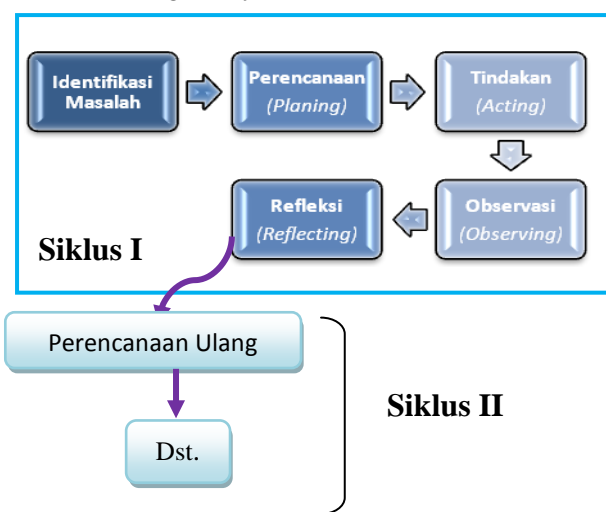 Identifikasi
Masalah
Perencanaan
(Planing)
Tindakan
(Acting)
Refleksi
(Reflecting)
Observasi
(Observing)
Siklus I
Perencanaan Ulang
Siklus II
Dst.